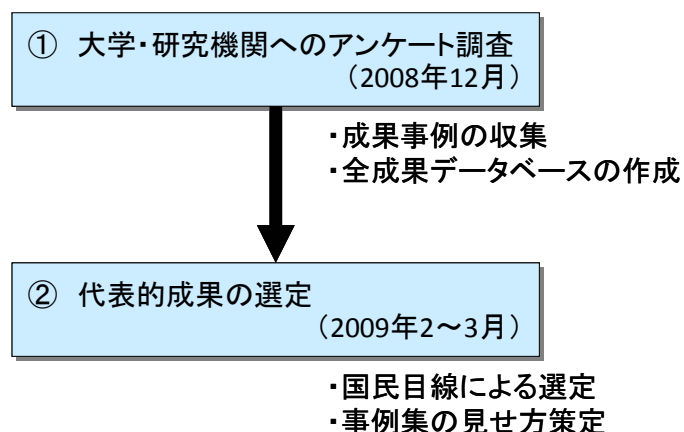 ① 大学・研究機関へのアンケート調査
（2008年12月）
・成果事例の収集
・全成果データベースの作成
② 代表的成果の選定
（2009年2～3月）
・国民目線による選定
・事例集の見せ方策定